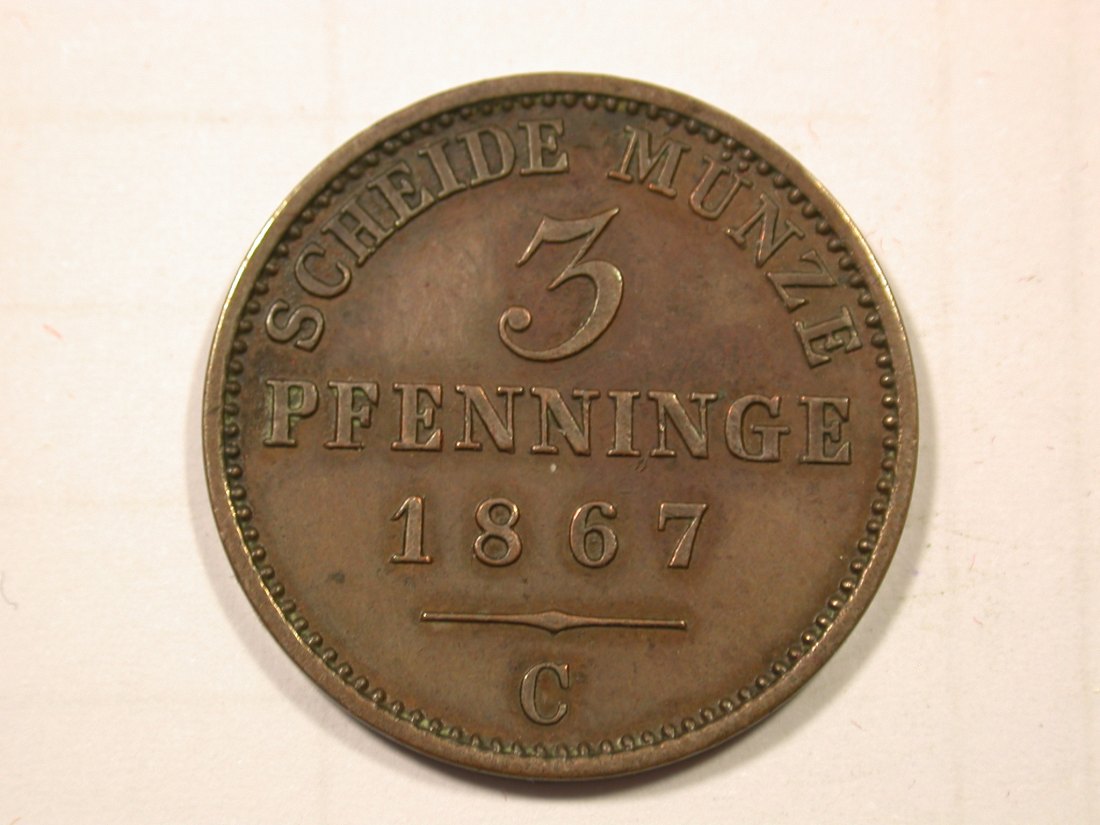 SCHEIDE MÜNZE
3
PFENNINGE
1867
C